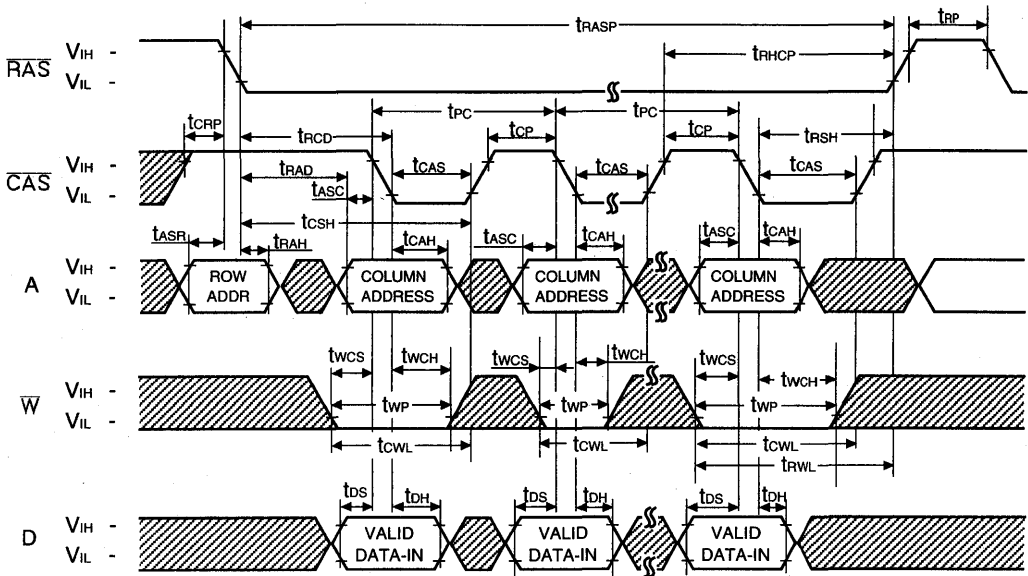 tRASP tRP
RAS VIH - tRHCP
VIL -
tPC tPC
tCRP tRCD tCP tCP tRSH
CAS VIH - tCAS tCAS tCAS
VIL - tRAD
tASC
tCSH
tASR tRAH tCAH tASC tCAH tASC tCAH
A VIH - ROW COLUMN COLUMN COLUMN
VIL - ADDR ADDRESS ADDRESS ADDRESS
tWCS tWCH tWCS tWCH tWCS tWCH
W VIH - tWP tWP tWP
VIL -
tCWL tCWL tCWL
tRWL
tDS tDH tDS tDH tDS tDH
D VIH - VALID VALID VALID
VIL - DATA-IN DATA-IN DATA-IN